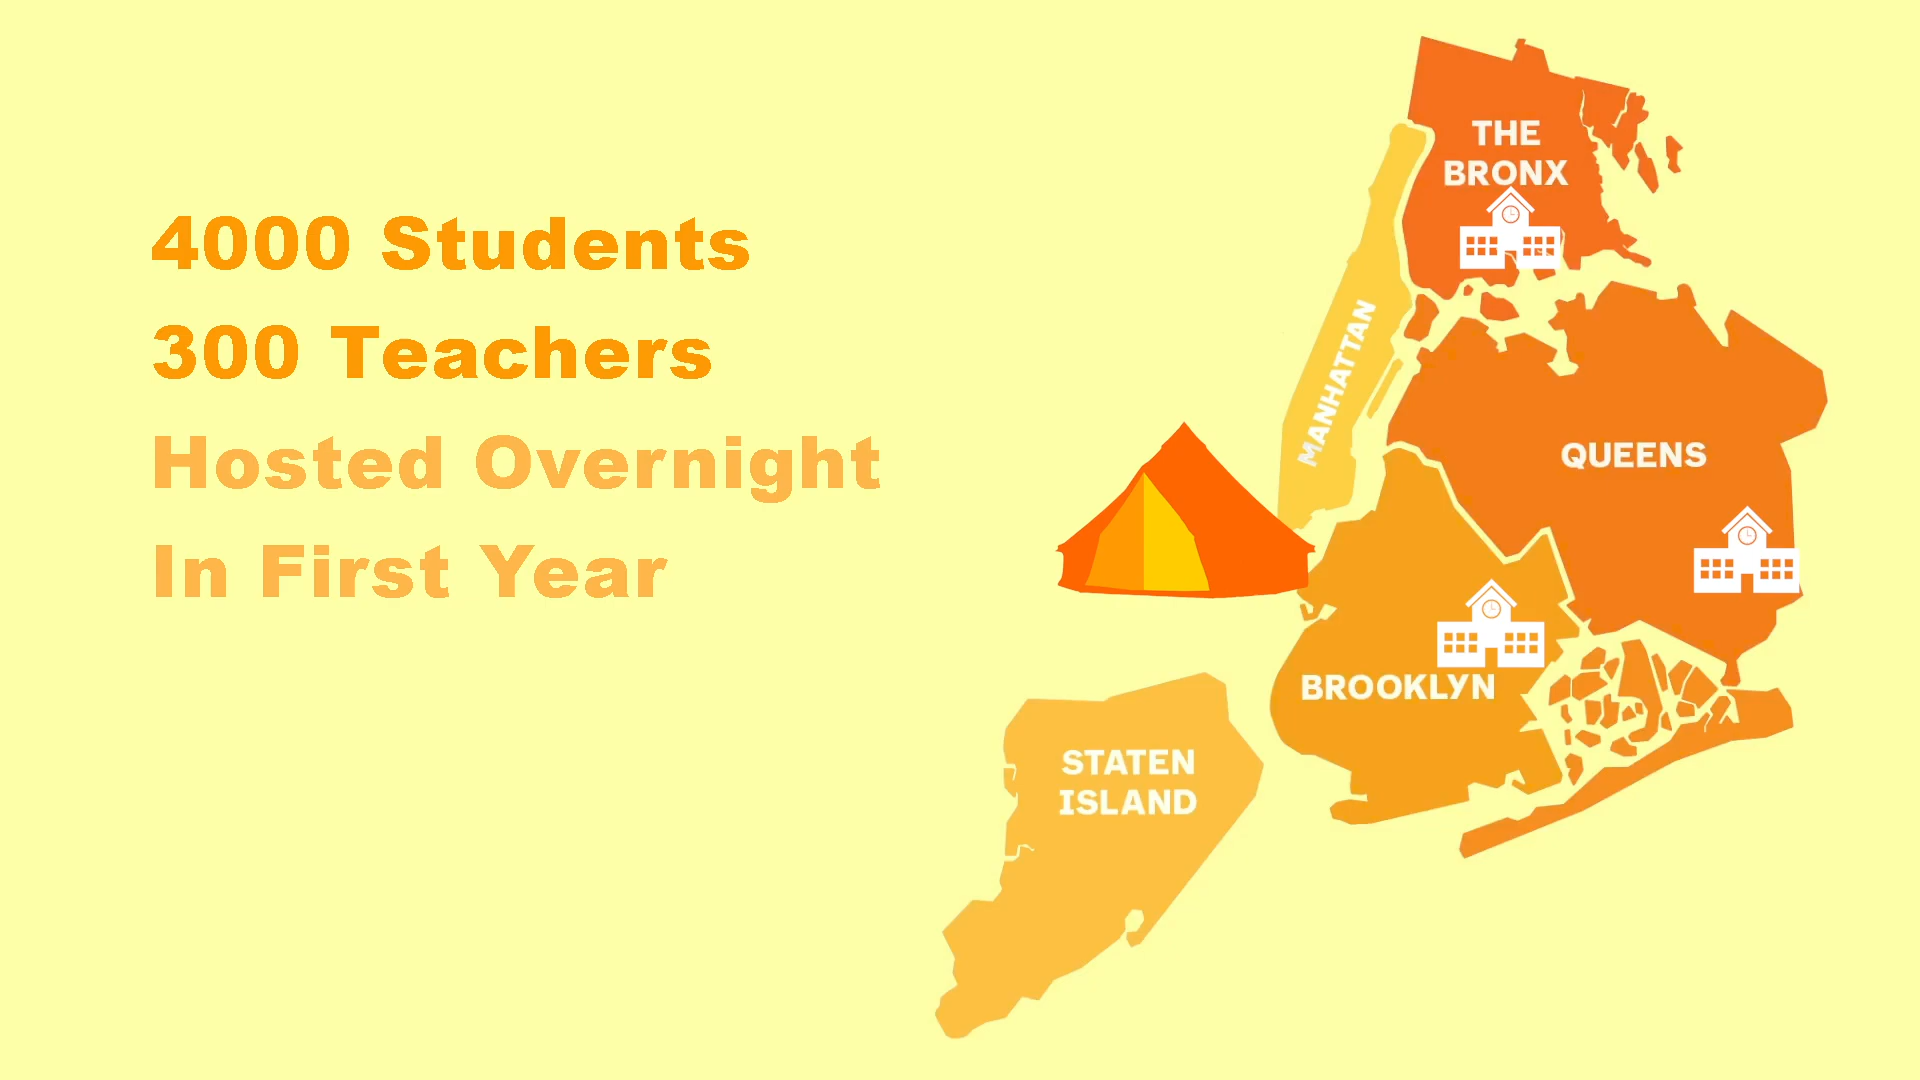 4000 Students
300 Teachers
Hosted Overnight
In First Year
THE
BRONX
MANHATTAN
QUEENS
BROOKLYN
STATEN
ISLAND